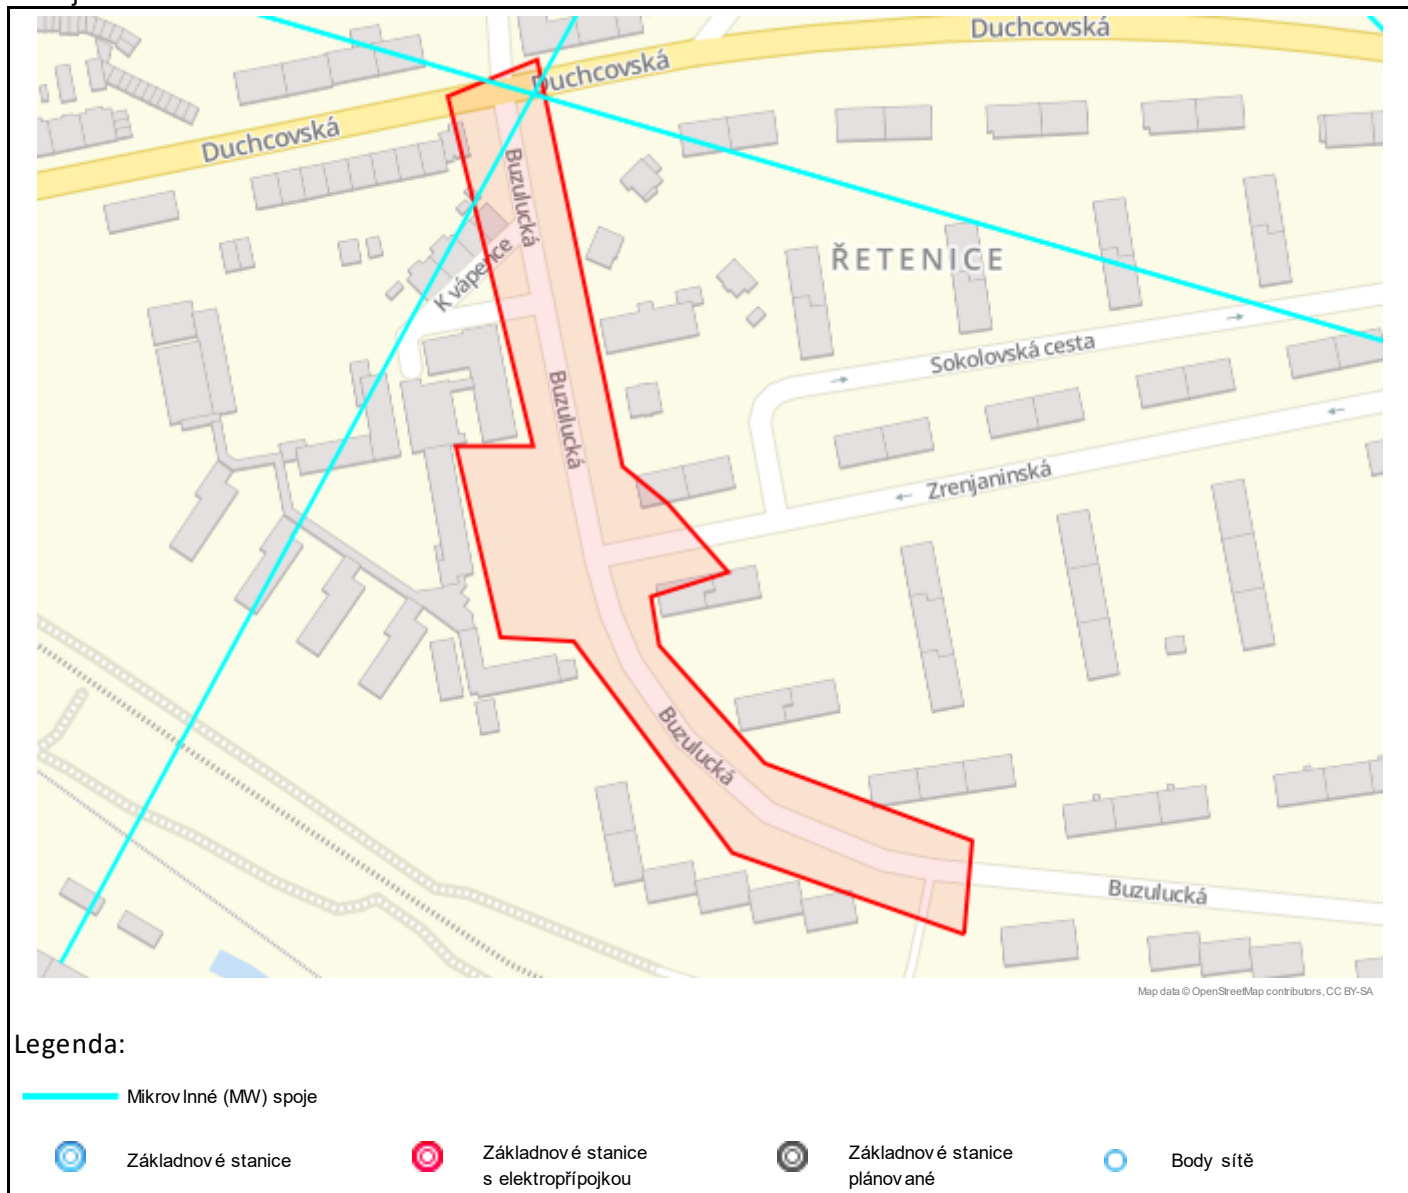 Duchcovská
Duchcovská
Duchcovská
Buzulucká
K vápence
ŘETENICE
Sokolovská cesta
Buzulucká
Zrenjaninská
Buzulucká
Buzulucká
Map data © OpenStreetMap contributors, CC BY-SA
Legenda:
Mikrovlnné (MW) spoje
Základnové stanice
Základnové stanice
s elektropřípojkou
Základnové stanice
plánované
Body sítě